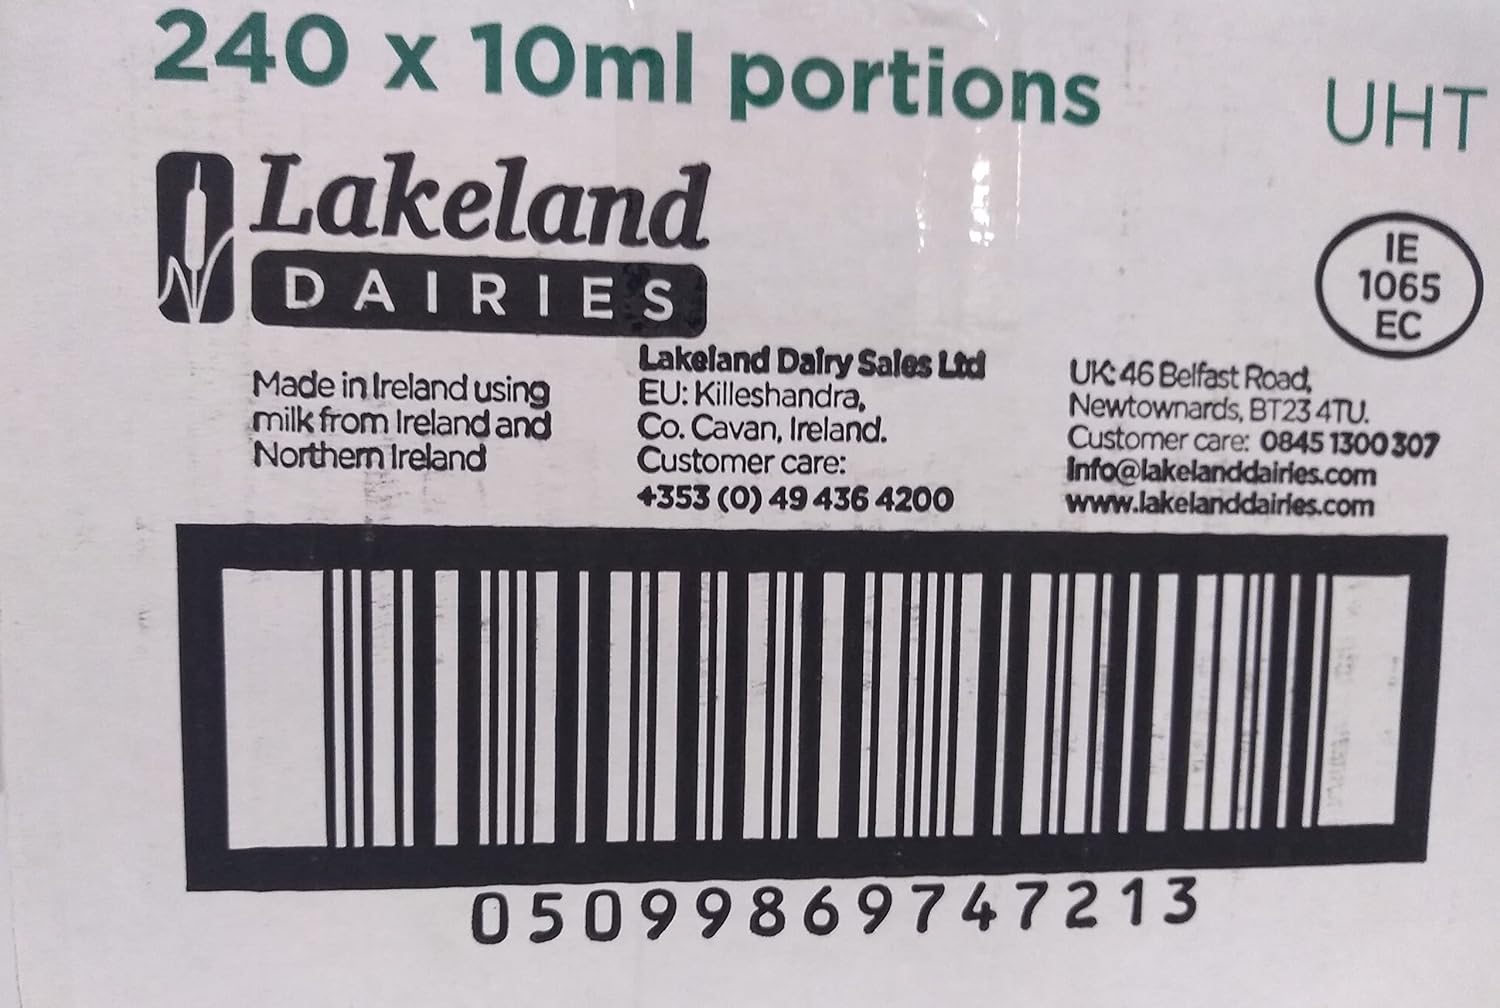 240 x 10ml portions
UHT
Lakeland
DAIRIES
IE
1065
EC
Made in Ireland using
milk from Ireland and
Northern Ireland
Lakeland Dairy Sales Ltd
EU: Killeshandra,
Co. Cavan, Ireland.
Customer care:
+353 (0) 49 436 4200
UK: 46 Belfast Road,
Newtownards, BT23 4TU.
Customer care: 0845 1300 307
Info@lakelanddairies.com
www.lakelanddairies.com
05099869747213